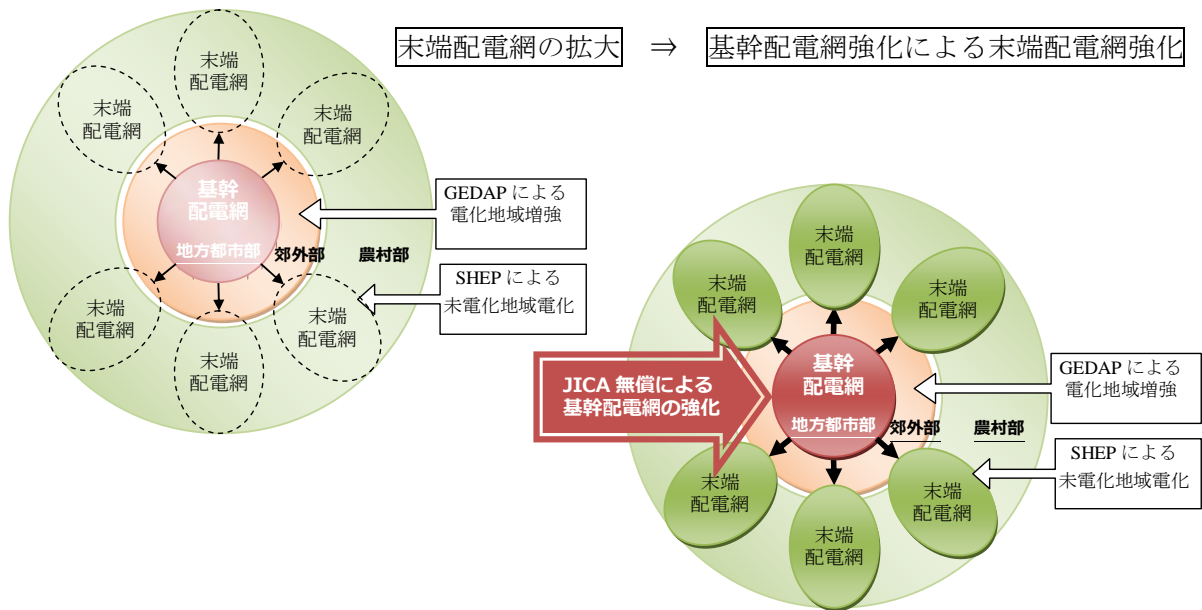 末端配電網の拡大 ⇒ 基幹配電網強化による末端配電網強化
末端
配電網
末端
配電網
末端
配電網
基幹
配電網
地方都市部
郊外部
農村部
末端
配電網
末端
配電網
末端
配電網
GEDAP による
電化地域増強
SHEP による
未電化地域電化
末端
配電網
末端
配電網
末端
配電網
JICA 無償による
基幹配電網の強化
基幹
配電網
地方都市部
郊外部
農村部
末端
配電網
末端
配電網
末端
配電網
GEDAP による
電化地域増強
SHEP による
未電化地域電化